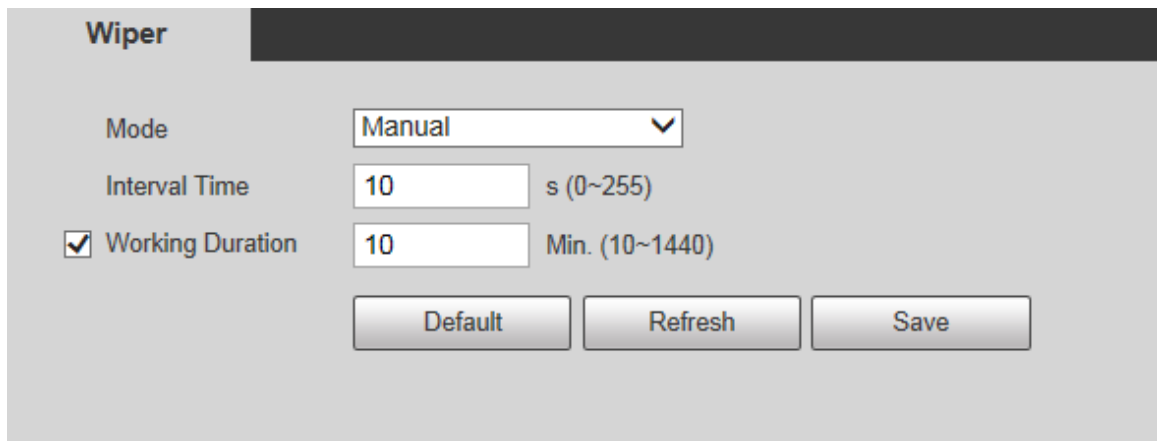 Wiper
Mode Manual
Interval Time 10 s (0~255)
Working Duration 10 Min. (10~1440)
Default Refresh Save